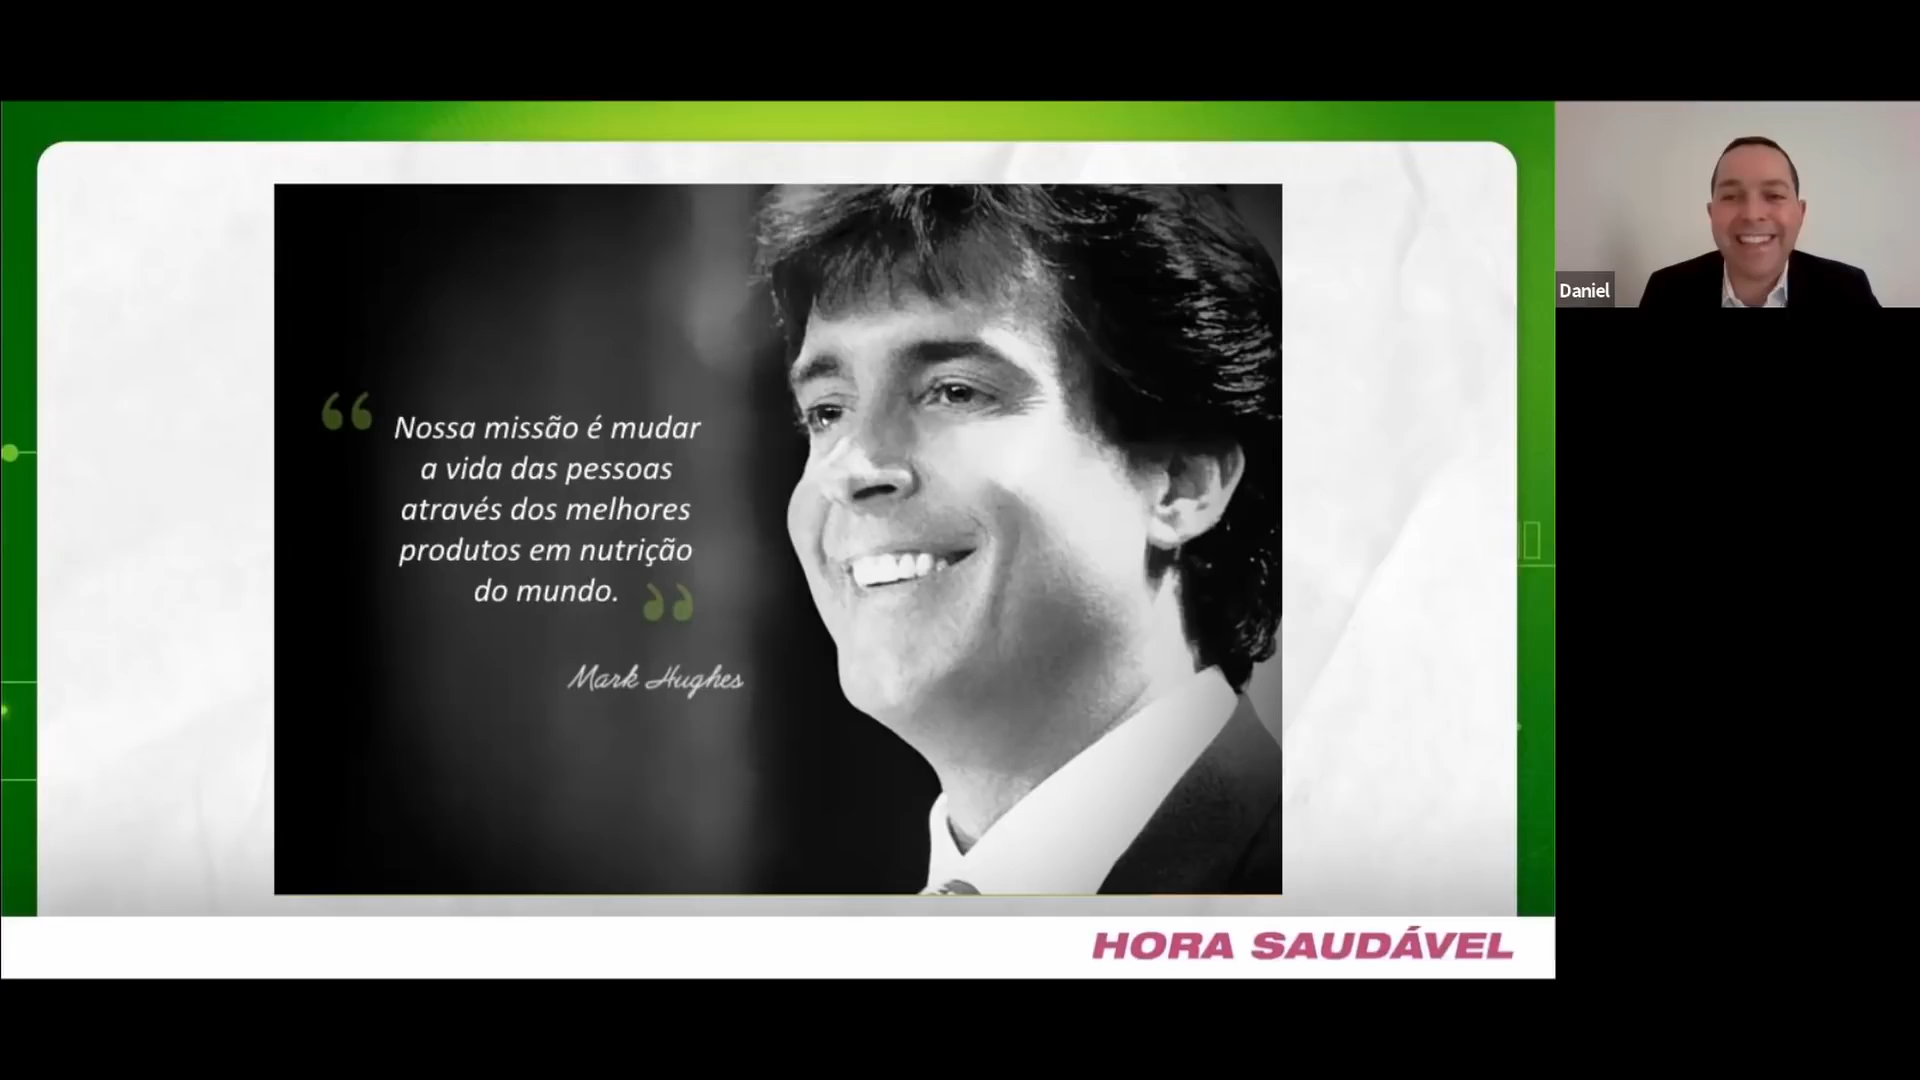 Nossa missão é mudar
a vida das pessoas
através dos melhores
produtos em nutrição
do mundo.
Mark Hughes
Daniel
HORA SAUDÁVEL